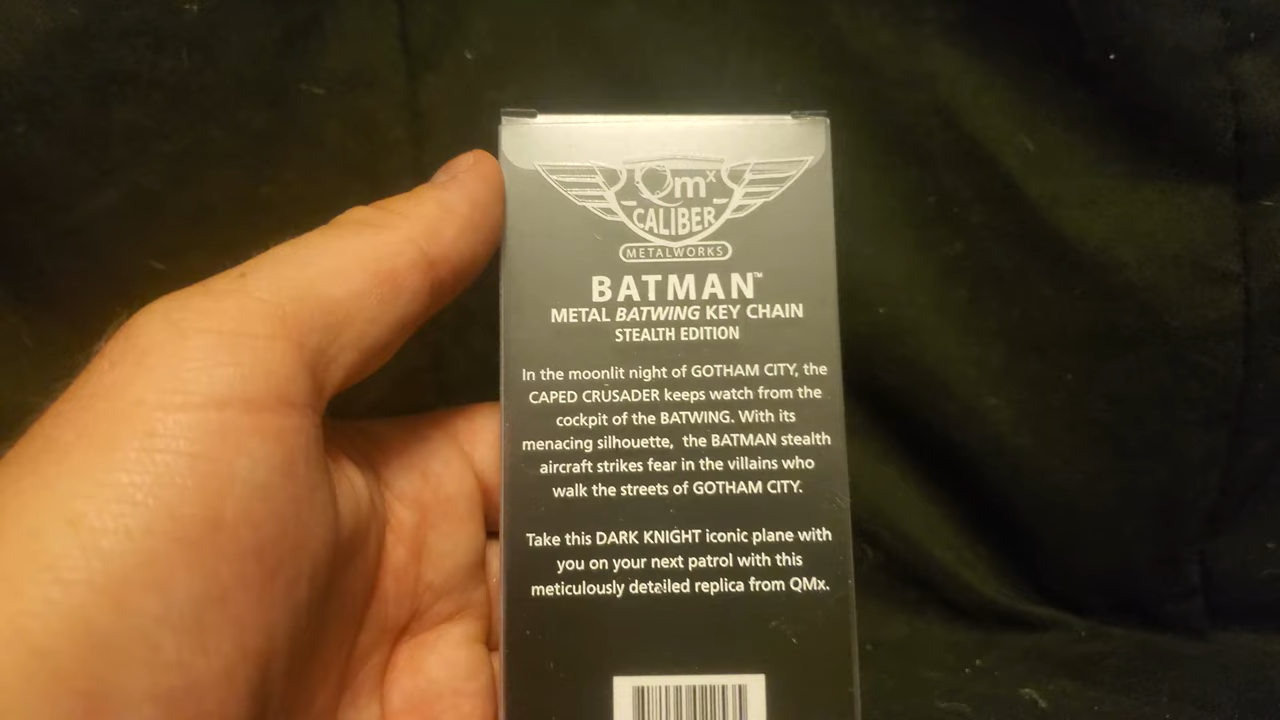 Qmx
CALIBER
METALWORKS
BATMAN™
METAL BATWING KEY CHAIN
STEALTH EDITION
In the moonlit night of GOTHAM CITY, the
CAPED CRUSADER keeps watch from the
cockpit of the BATWING. With its
menacing silhouette, the BATMAN stealth
aircraft strikes fear in the villains who
walk the streets of GOTHAM CITY.
Take this DARK KNIGHT iconic plane with
you on your next patrol with this
meticulously detailed replica from QMx.